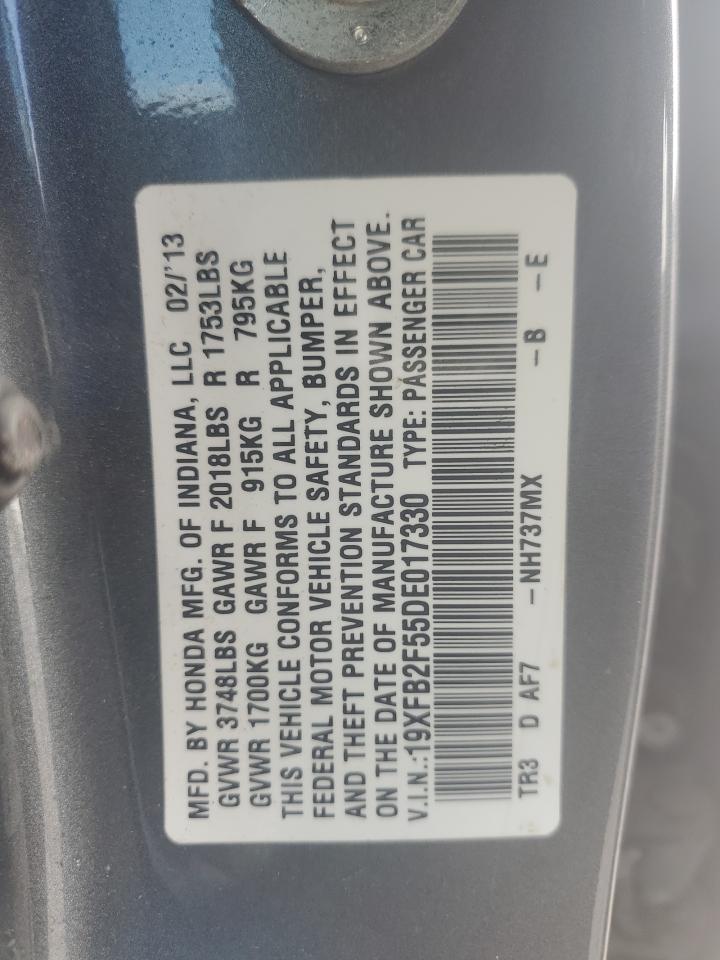 MFD. BY HONDA MFG. OF INDIANA, LLC 02/'13
GVWR 3748LBS GAWR F 2018LBS R 1753LBS
GVWR 1700KG GAWR F 915KG R 795KG
THIS VEHICLE CONFORMS TO ALL APPLICABLE
FEDERAL MOTOR VEHICLE SAFETY, BUMPER,
AND THEFT PREVENTION STANDARDS IN EFFECT
ON THE DATE OF MANUFACTURE SHOWN ABOVE.
V.I.N.:19XFB2F55DE017330 TYPE: PASSENGER CAR
TR3 D AF7 –NH737MX –B –E